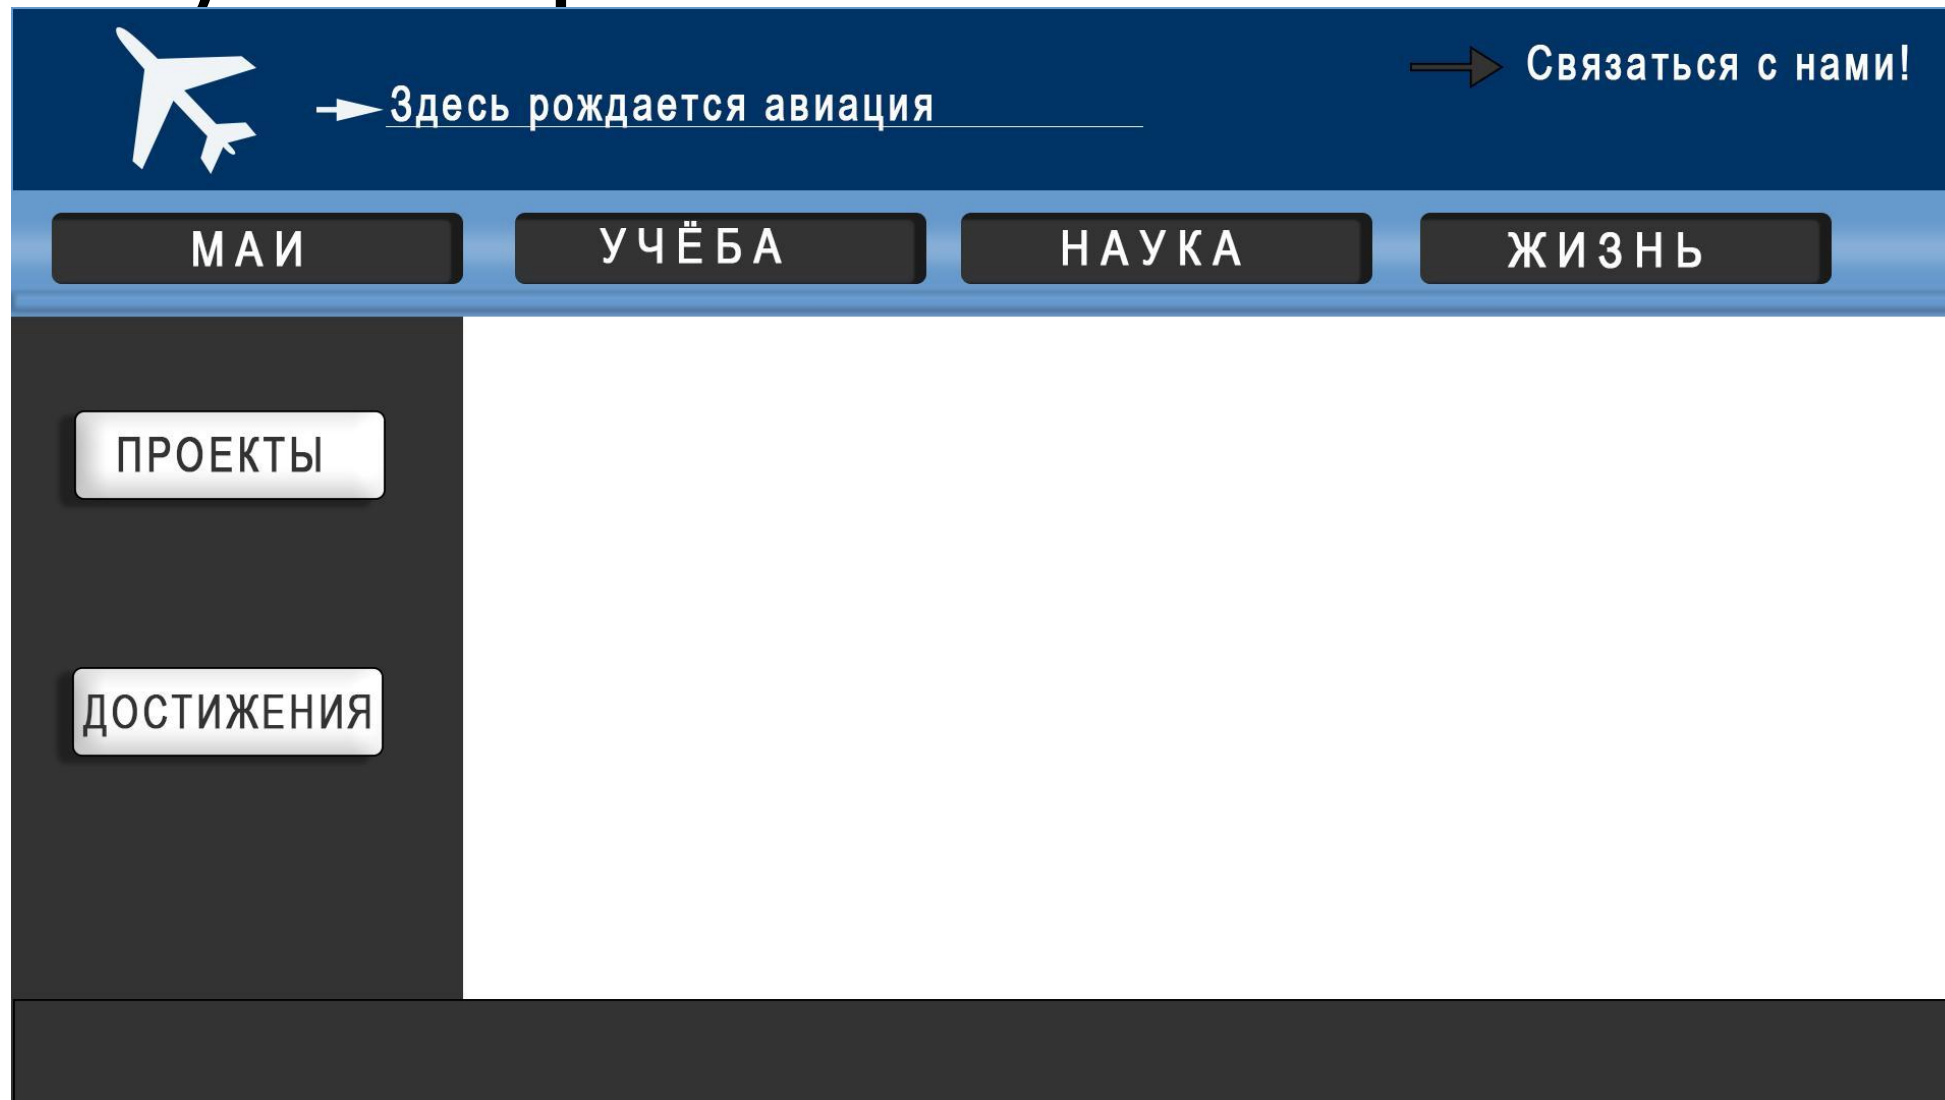 Связаться с нами!
Здесь рождается авиация
МАИ УЧЁБА НАУКА ЖИЗНЬ
ПРОЕКТЫ
ДОСТИЖЕНИЯ